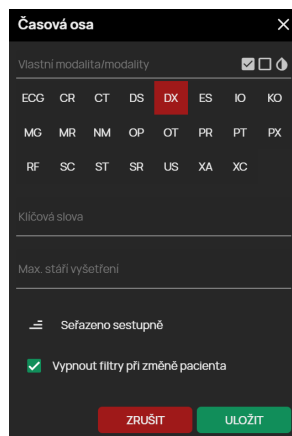 Časová osa
Vlastní modalita/modality
ECG CR CT DS DX ES IO KO
MG MR NM OP OT PR PT PX
RF SC ST SR US XA XC
Klíčová slova
Max. stáří vyšetření
Seřazeno sestupně
Vypnout filtry při změně pacienta
ZRUŠIT ULOŽIT